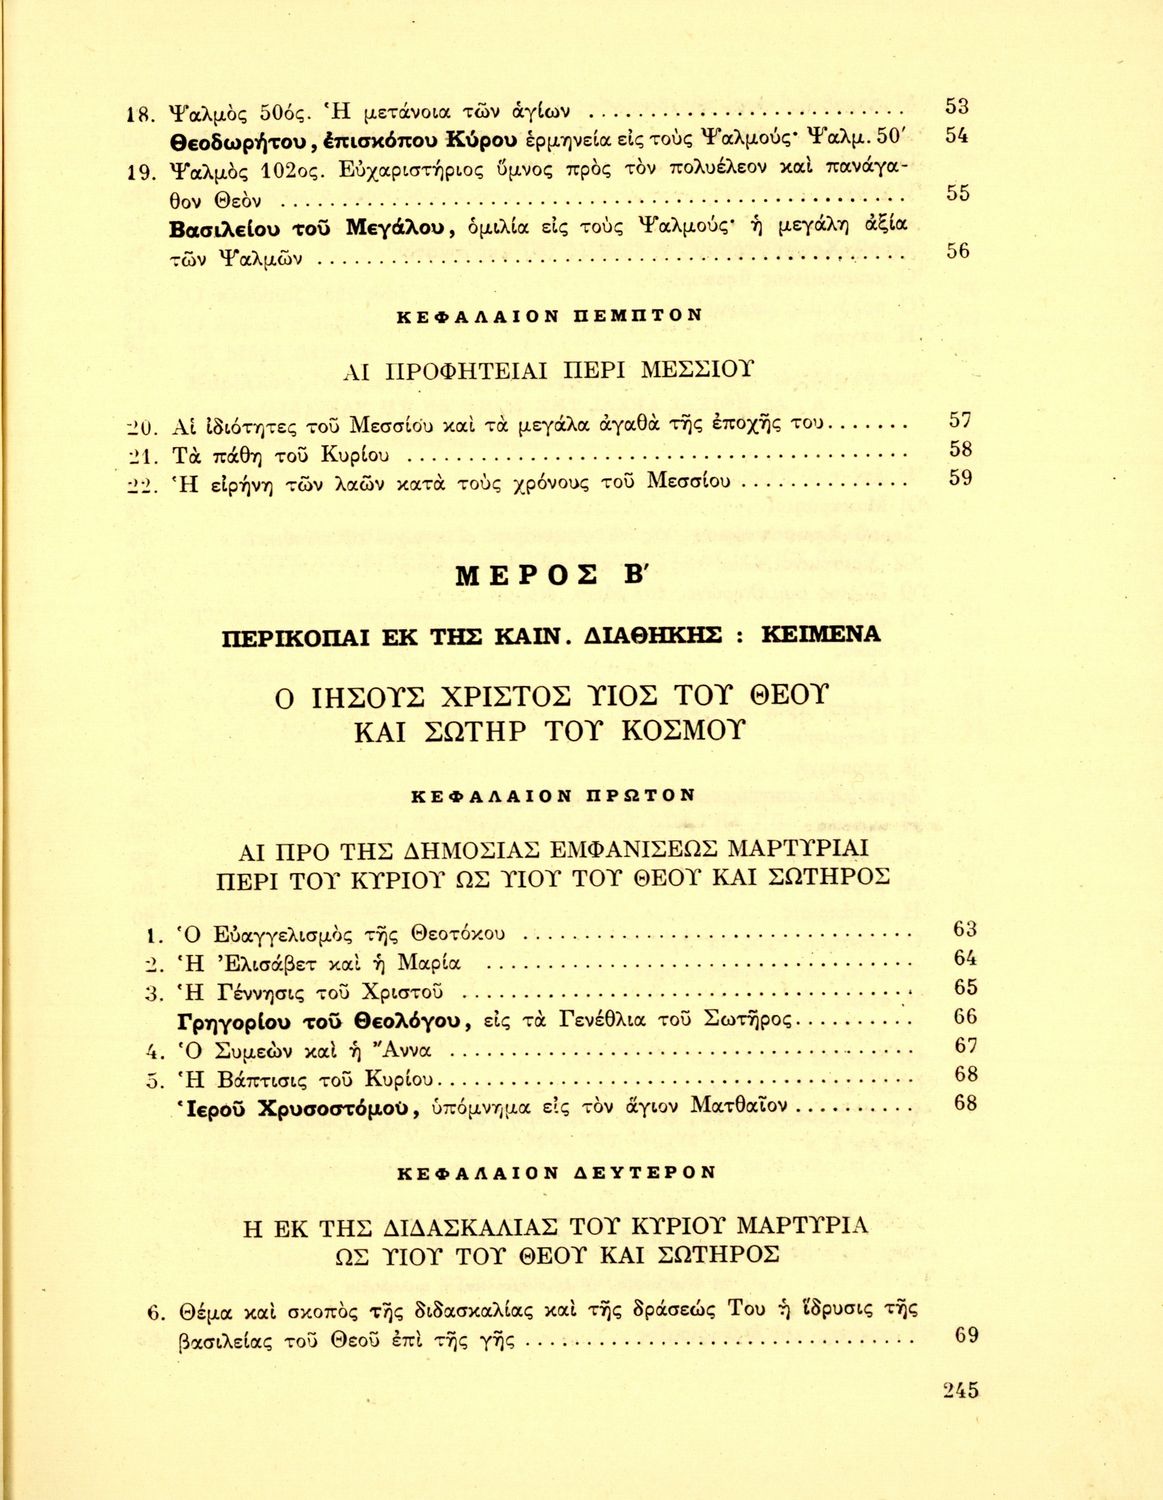 18. Ψαλμὸς 50ός. Ἡ μετάνοια τῶν ἁγίων .......................... 53
Θεοδωρήτου, ἐπισκόπου Κύρου ἑρμηνεία εἰς τοὺς Ψαλμούς· Ψαλμ. 50' 54
19. Ψαλμὸς 102ος. Εὐχαριστήριος ὕμνος πρὸς τὸν πολυέλεον καὶ πανάγα-
θον Θεὸν .................................................. 55
Βασιλείου τοῦ Μεγάλου, ὁμιλία εἰς τοὺς Ψαλμούς· ἡ μεγάλη ἀξία
τῶν Ψαλμῶν ............................................... 56
ΚΕΦΑΛΑΙΟΝ ΠΕΜΠΤΟΝ
ΑΙ ΠΡΟΦΗΤΕΙΑΙ ΠΕΡΙ ΜΕΣΣΙΟΥ
20. Αἱ ἰδιότητες τοῦ Μεσσίου καὶ τὰ μεγάλα ἀγαθὰ τῆς ἐποχῆς του....... 57
21. Τὰ πάθη τοῦ Κυρίου ........................................ 58
22. Ἡ εἰρήνη τῶν λαῶν κατὰ τοὺς χρόνους τοῦ Μεσσίου .............. 59
ΜΕΡΟΣ Β'
ΠΕΡΙΚΟΠΑΙ ΕΚ ΤΗΣ ΚΑΙΝ. ΔΙΑΘΗΚΗΣ : ΚΕΙΜΕΝΑ
Ο ΙΗΣΟΥΣ ΧΡΙΣΤΟΣ ΥΙΟΣ ΤΟΥ ΘΕΟΥ
ΚΑΙ ΣΩΤΗΡ ΤΟΥ ΚΟΣΜΟΥ
ΚΕΦΑΛΑΙΟΝ ΠΡΩΤΟΝ
ΑΙ ΠΡΟ ΤΗΣ ΔΗΜΟΣΙΑΣ ΕΜΦΑΝΙΣΕΩΣ ΜΑΡΤΥΡΙΑΙ
ΠΕΡΙ ΤΟΥ ΚΥΡΙΟΥ ΩΣ ΥΙΟΥ ΤΟΥ ΘΕΟΥ ΚΑΙ ΣΩΤΗΡΟΣ
1. Ὁ Εὐαγγελισμὸς τῆς Θεοτόκου ................................ 63
2. Ἡ Ἐλισάβετ καὶ ἡ Μαρία ................................... 64
3. Ἡ Γέννησις τοῦ Χριστοῦ ..................................... 65
Γρηγορίου τοῦ Θεολόγου, εἰς τὰ Γενέθλια τοῦ Σωτῆρος.......... 66
4. Ὁ Συμεὼν καὶ ἡ Ἄννα ...................................... 67
5. Ἡ Βάπτισις τοῦ Κυρίου....................................... 68
Ἱεροῦ Χρυσοστόμου, ὑπόμνημα εἰς τὸν ἅγιον Ματθαῖον .......... 68
ΚΕΦΑΛΑΙΟΝ ΔΕΥΤΕΡΟΝ
Η ΕΚ ΤΗΣ ΔΙΔΑΣΚΑΛΙΑΣ ΤΟΥ ΚΥΡΙΟΥ ΜΑΡΤΥΡΙΑ
ΩΣ ΥΙΟΥ ΤΟΥ ΘΕΟΥ ΚΑΙ ΣΩΤΗΡΟΣ
6. Θέμα καὶ σκοπὸς τῆς διδασκαλίας καὶ τῆς δράσεώς Του ἡ ἵδρυσις τῆς
βασιλείας τοῦ Θεοῦ ἐπὶ τῆς γῆς ................................ 69
245